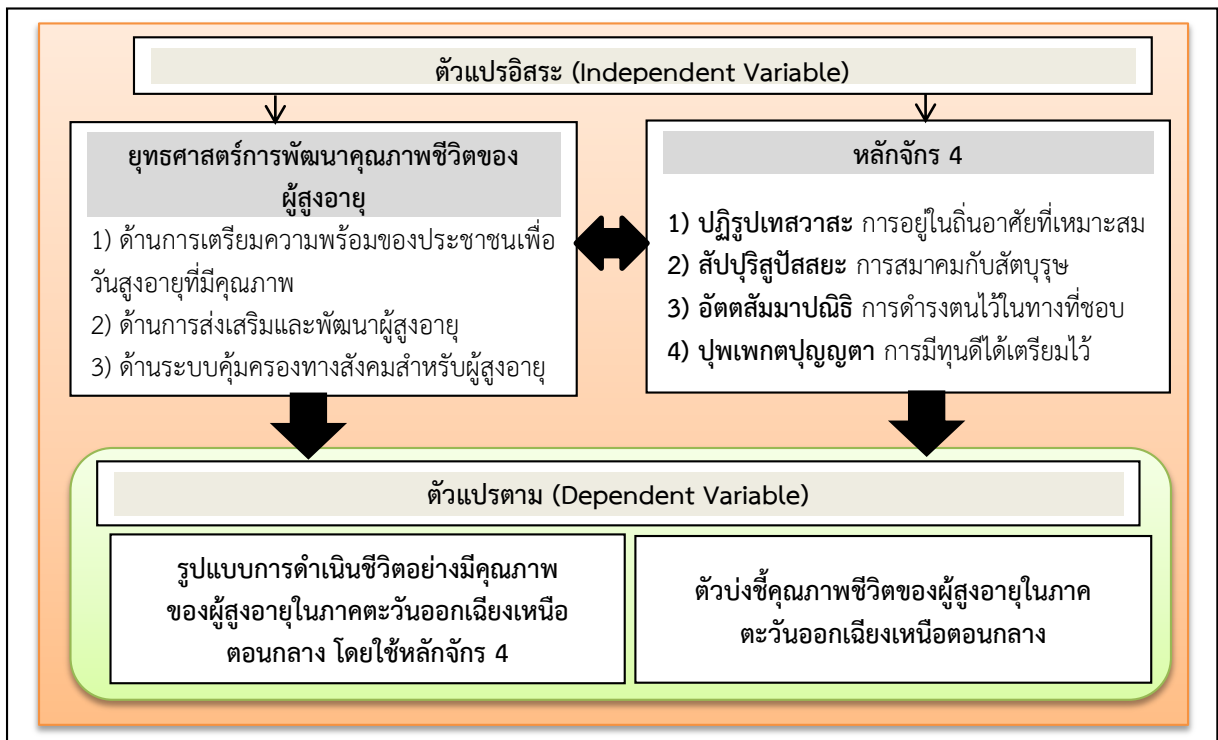 ตัวแปรอิสระ (Independent Variable)
ยุทธศาสตร์การพัฒนาคุณภาพชีวิตของ
ผู้สูงอายุ
1) ด้านการเตรียมความพร้อมของประชาชนเพื่อ
วันสูงอายุที่มีคุณภาพ
2) ด้านการส่งเสริมและพัฒนาผู้สูงอายุ
3) ด้านระบบคุ้มครองทางสังคมสำหรับผู้สูงอายุ
หลักจักร 4
1) ปฏิรูปเทสวาสะ การอยู่ในถิ่นอาศัยที่เหมาะสม
2) สัปปุริสูปัสสยะ การสมาคมกับสัตบุรุษ
3) อัตตสัมมาปณิธิ การดำรงตนไว้ในทางที่ชอบ
4) ปุพเพกตปุญญตา การมีทุนดีได้เตรียมไว้
ตัวแปรตาม (Dependent Variable)
รูปแบบการดำเนินชีวิตอย่างมีคุณภาพ
ของผู้สูงอายุในภาคตะวันออกเฉียงเหนือ
ตอนกลาง โดยใช้หลักจักร 4
ตัวบ่งชี้คุณภาพชีวิตของผู้สูงอายุในภาค
ตะวันออกเฉียงเหนือตอนกลาง